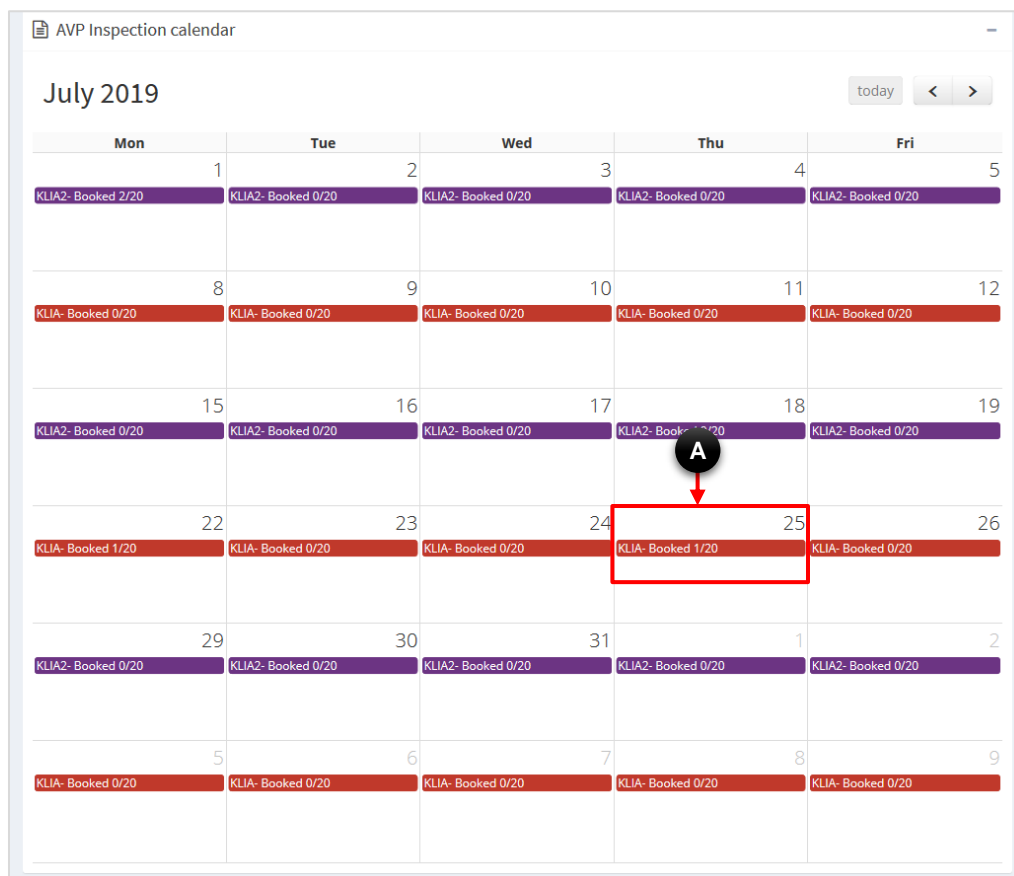 AVP Inspection calendar
July 2019
today
Mon Tue Wed Thu Fri
1 2 3 4 5
KLIA2- Booked 2/20 KLIA2- Booked 0/20 KLIA2- Booked 0/20 KLIA2- Booked 0/20 KLIA2- Booked 0/20
8 9 10 11 12
KLIA- Booked 0/20 KLIA- Booked 0/20 KLIA- Booked 0/20 KLIA- Booked 0/20 KLIA- Booked 0/20
15 16 17 18 19
KLIA2- Booked 0/20 KLIA2- Booked 0/20 KLIA2- Booked 0/20 KLIA2- /20 KLIA2- Booked 0/20
A
22 23 24 25 26
KLIA- Booked 1/20 KLIA- Booked 0/20 KLIA- Booked 0/20 KLIA- Booked 1/20 KLIA- Booked 0/20
29 30 31 1 2
KLIA2- Booked 0/20 KLIA2- Booked 0/20 KLIA2- Booked 0/20 KLIA2- Booked 0/20 KLIA2- Booked 0/20
5 6 7 8 9
KLIA- Booked 0/20 KLIA- Booked 0/20 KLIA- Booked 0/20 KLIA- Booked 0/20 KLIA- Booked 0/20